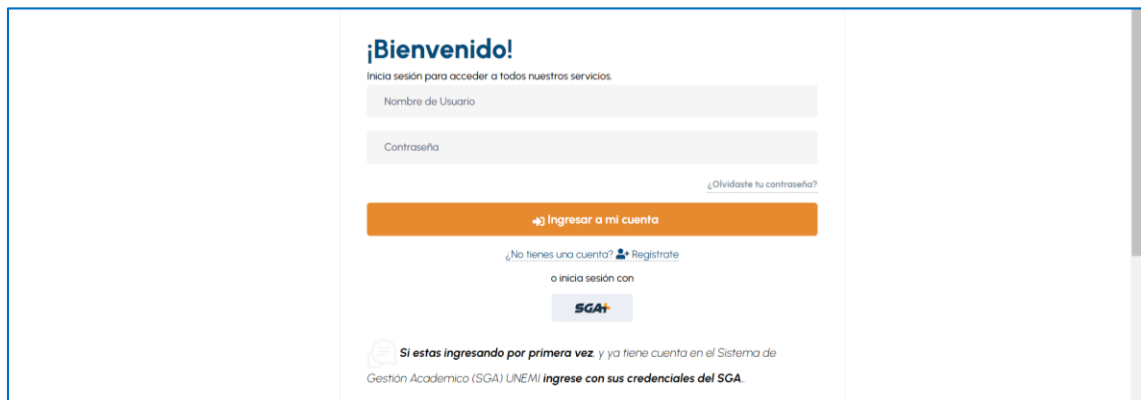 ¡Bienvenido!
Inicia sesión para acceder a todos nuestros servicios.
Nombre de Usuario
Contraseña
¿Olvidaste tu contraseña?
Ingresar a mi cuenta
¿No tienes una cuenta? Registrate
o inicia sesión con
SGA+
Si estas ingresando por primera vez, y ya tiene cuenta en el Sistema de
Gestión Academico (SGA) UNEMI ingrese con sus credenciales del SGA..